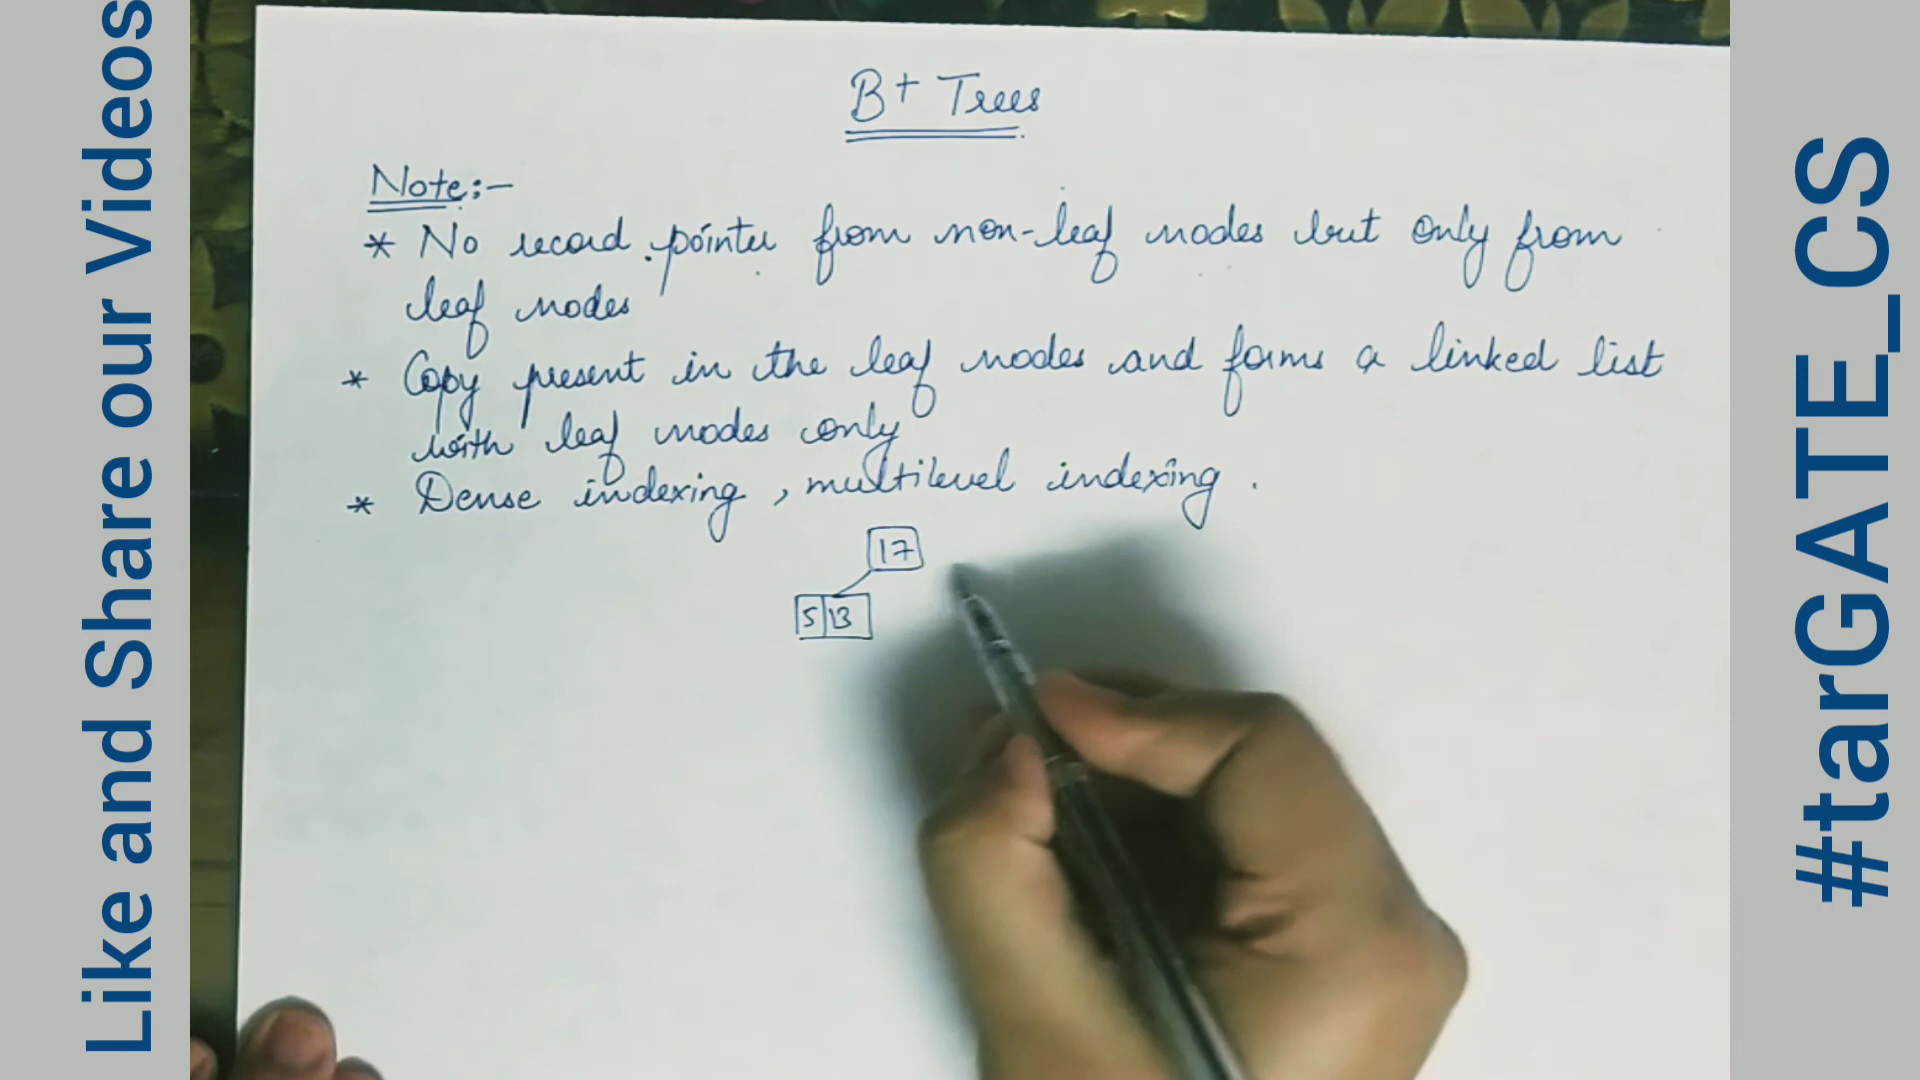 Like and Share our Videos
B+ Trees
Note:-
* No record pointer from non-leaf nodes but only from
leaf nodes
* Copy present in the leaf nodes and forms a linked list
with leaf nodes only
* Dense indexing, multilevel indexing.
17
5 13
#tarGATE_CS